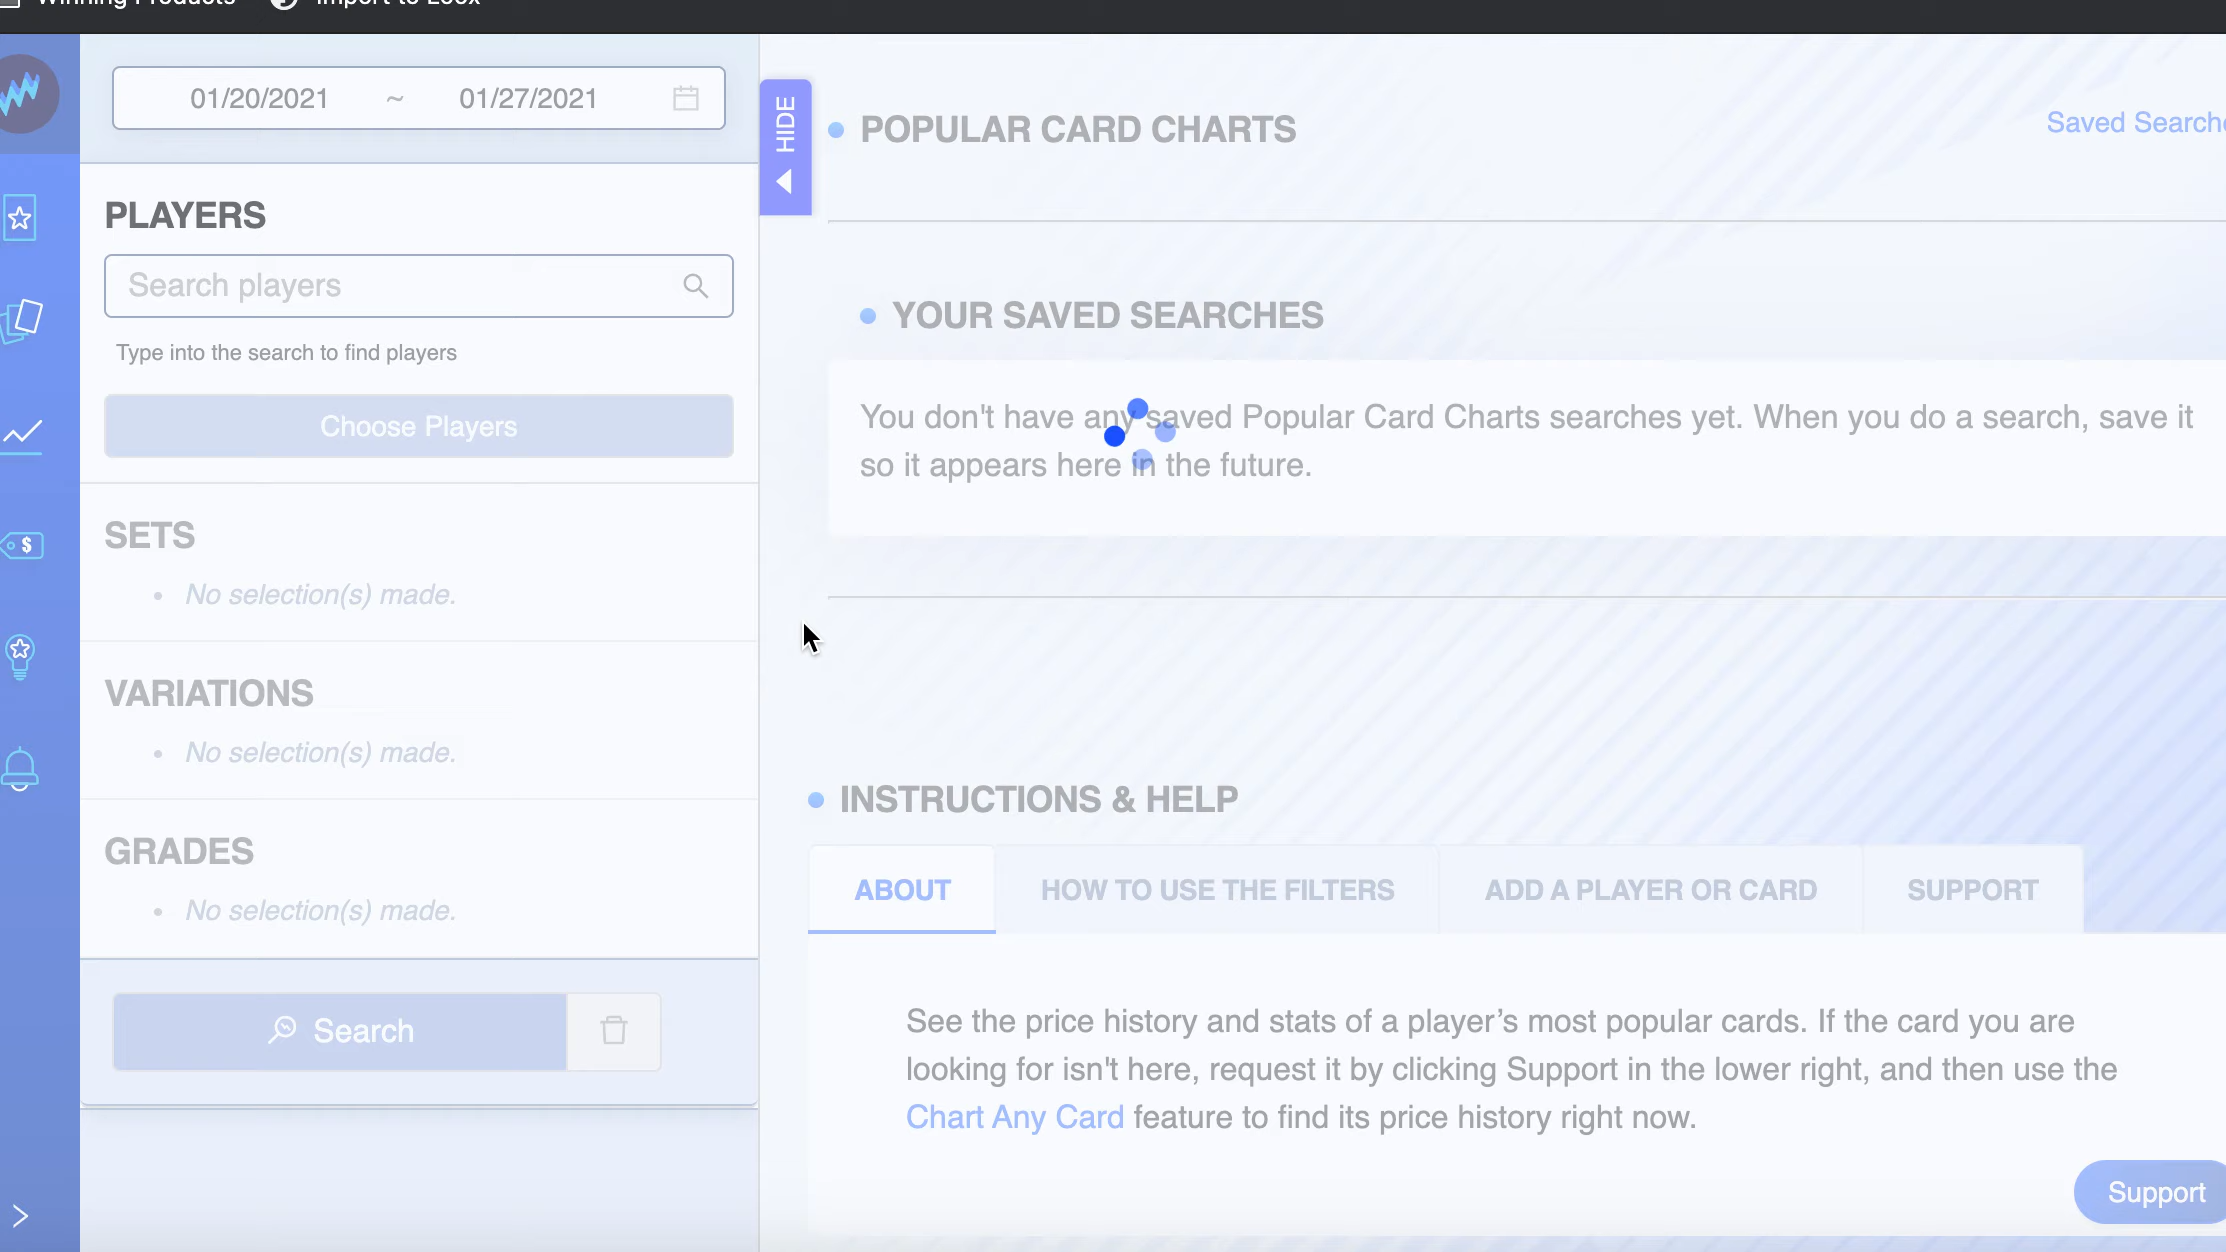 Winning Products
Import to Loox
01/20/2021 ~ 01/27/2021
HIDE
POPULAR CARD CHARTS
PLAYERS
Search players
Type into the search to find players
Choose Players
SETS
No selection(s) made.
VARIATIONS
No selection(s) made.
GRADES
No selection(s) made.
Search
YOUR SAVED SEARCHES
You don't have any saved Popular Card Charts searches yet. When you do a search, save it
so it appears here in the future.
INSTRUCTIONS & HELP
ABOUT HOW TO USE THE FILTERS ADD A PLAYER OR CARD SUPPORT
See the price history and stats of a player’s most popular cards. If the card you are
looking for isn't here, request it by clicking Support in the lower right, and then use the
Chart Any Card feature to find its price history right now.
Support